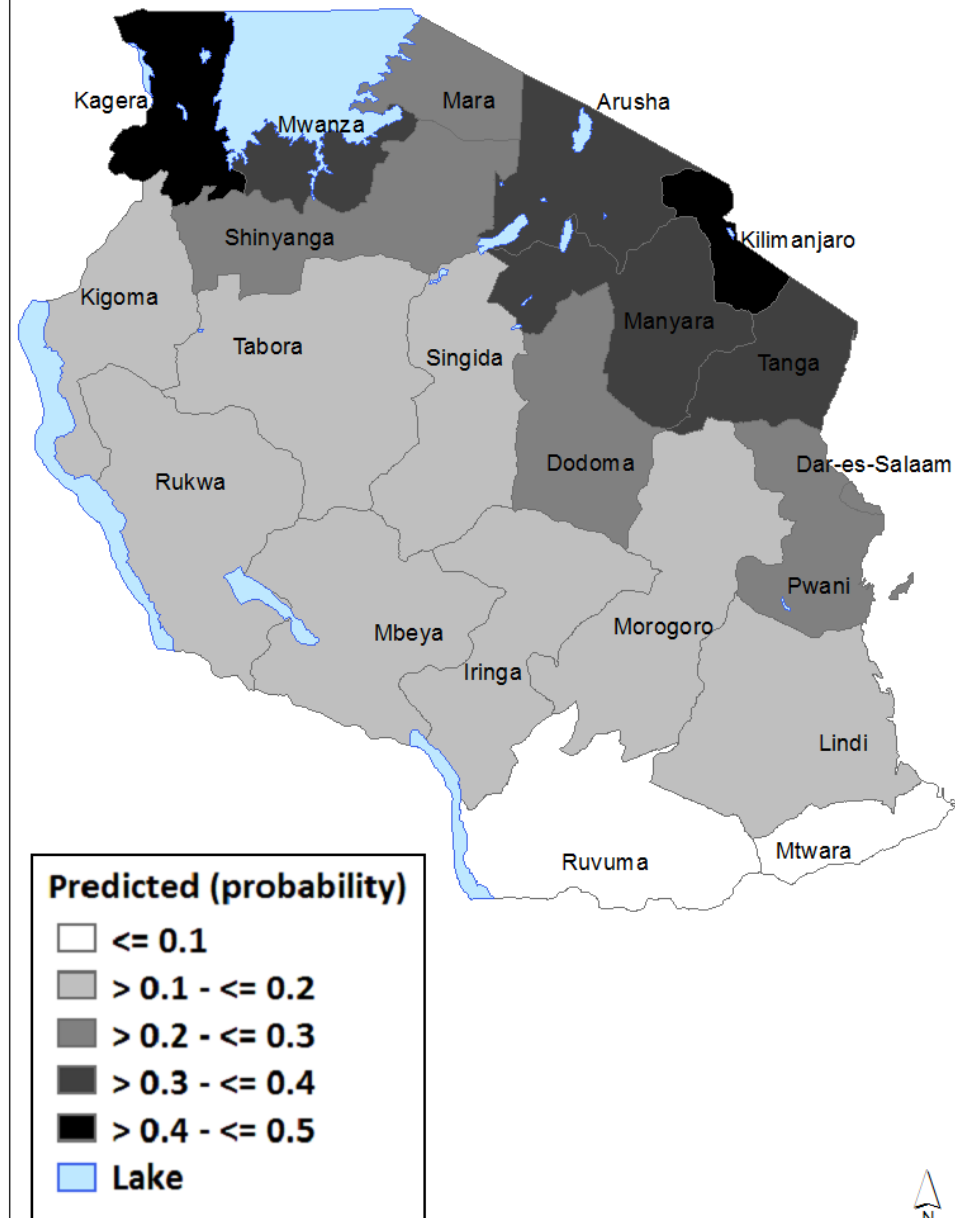 Kagera
Mwanza
Mara
Arusha
Shinyanga
Kilimanjaro
Kigoma
Tabora
Singida
Manyara
Tanga
Rukwa
Dodoma
Dar-es-Salaam
Pwani
Mbeya
Morogoro
Iringa
Lindi
Ruvuma
Mtwara
Predicted (probability)
<= 0.1
> 0.1 - <= 0.2
> 0.2 - <= 0.3
> 0.3 - <= 0.4
> 0.4 - <= 0.5
Lake
N